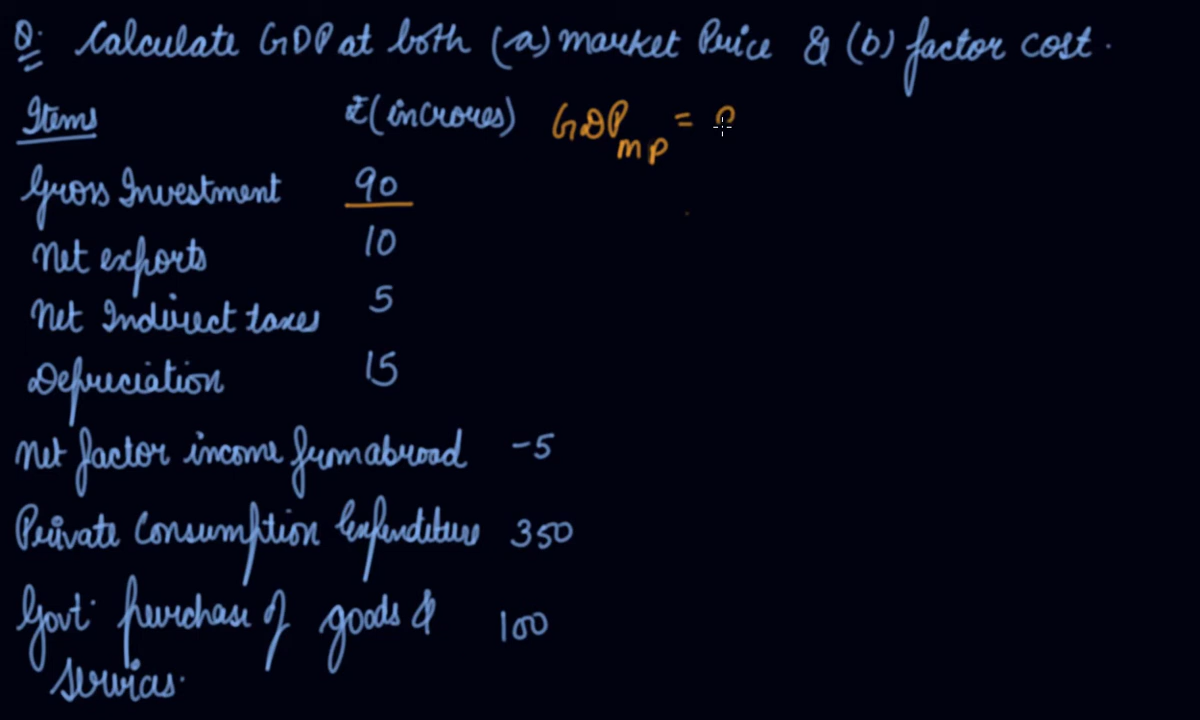 Q. Calculate GDP at both (a) market Price & (b) factor cost.
Items ₹(in crores) GDP mp =
Gross Investment 90
Net exports 10
Net Indirect taxes 5
Depreciation 15
Net factor income from abroad -5
Private Consumption Expenditure 350
Govt. purchase of goods & 100
Services.